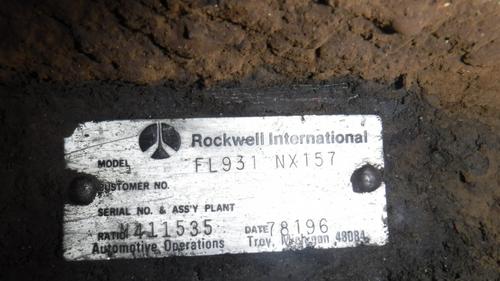 Rockwell International
MODEL FL931 NX157
CUSTOMER NO.
SERIAL NO. & ASS'Y PLANT
RATIO M411535 DATE 78196
Automotive Operations Troy, Michigan 48084